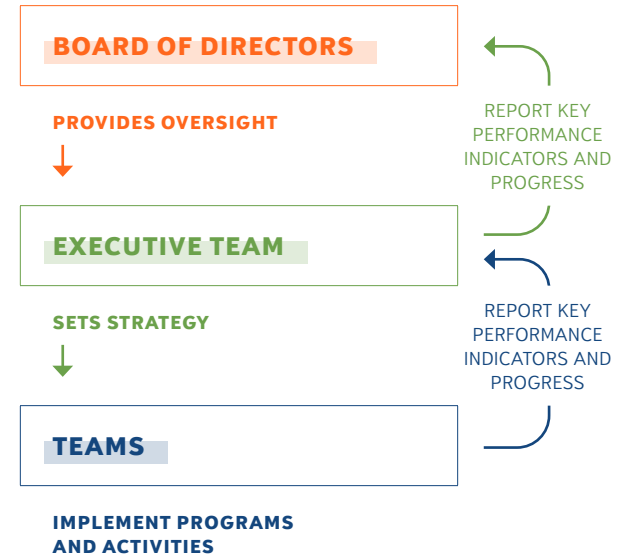 BOARD OF DIRECTORS
PROVIDES OVERSIGHT
REPORT KEY
PERFORMANCE
INDICATORS AND
PROGRESS
EXECUTIVE TEAM
SETS STRATEGY
REPORT KEY
PERFORMANCE
INDICATORS AND
PROGRESS
TEAMS
IMPLEMENT PROGRAMS
AND ACTIVITIES